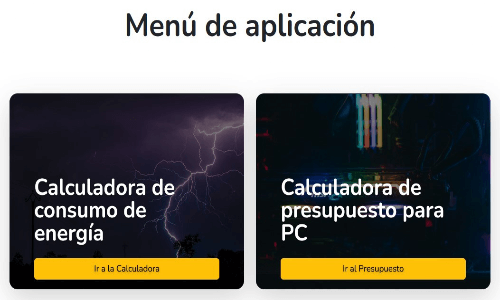 Menú de aplicación
Calculadora de
consumo de
energía
Ir a la Calculadora
Calculadora de
presupuesto para
PC
Ir al Presupuesto